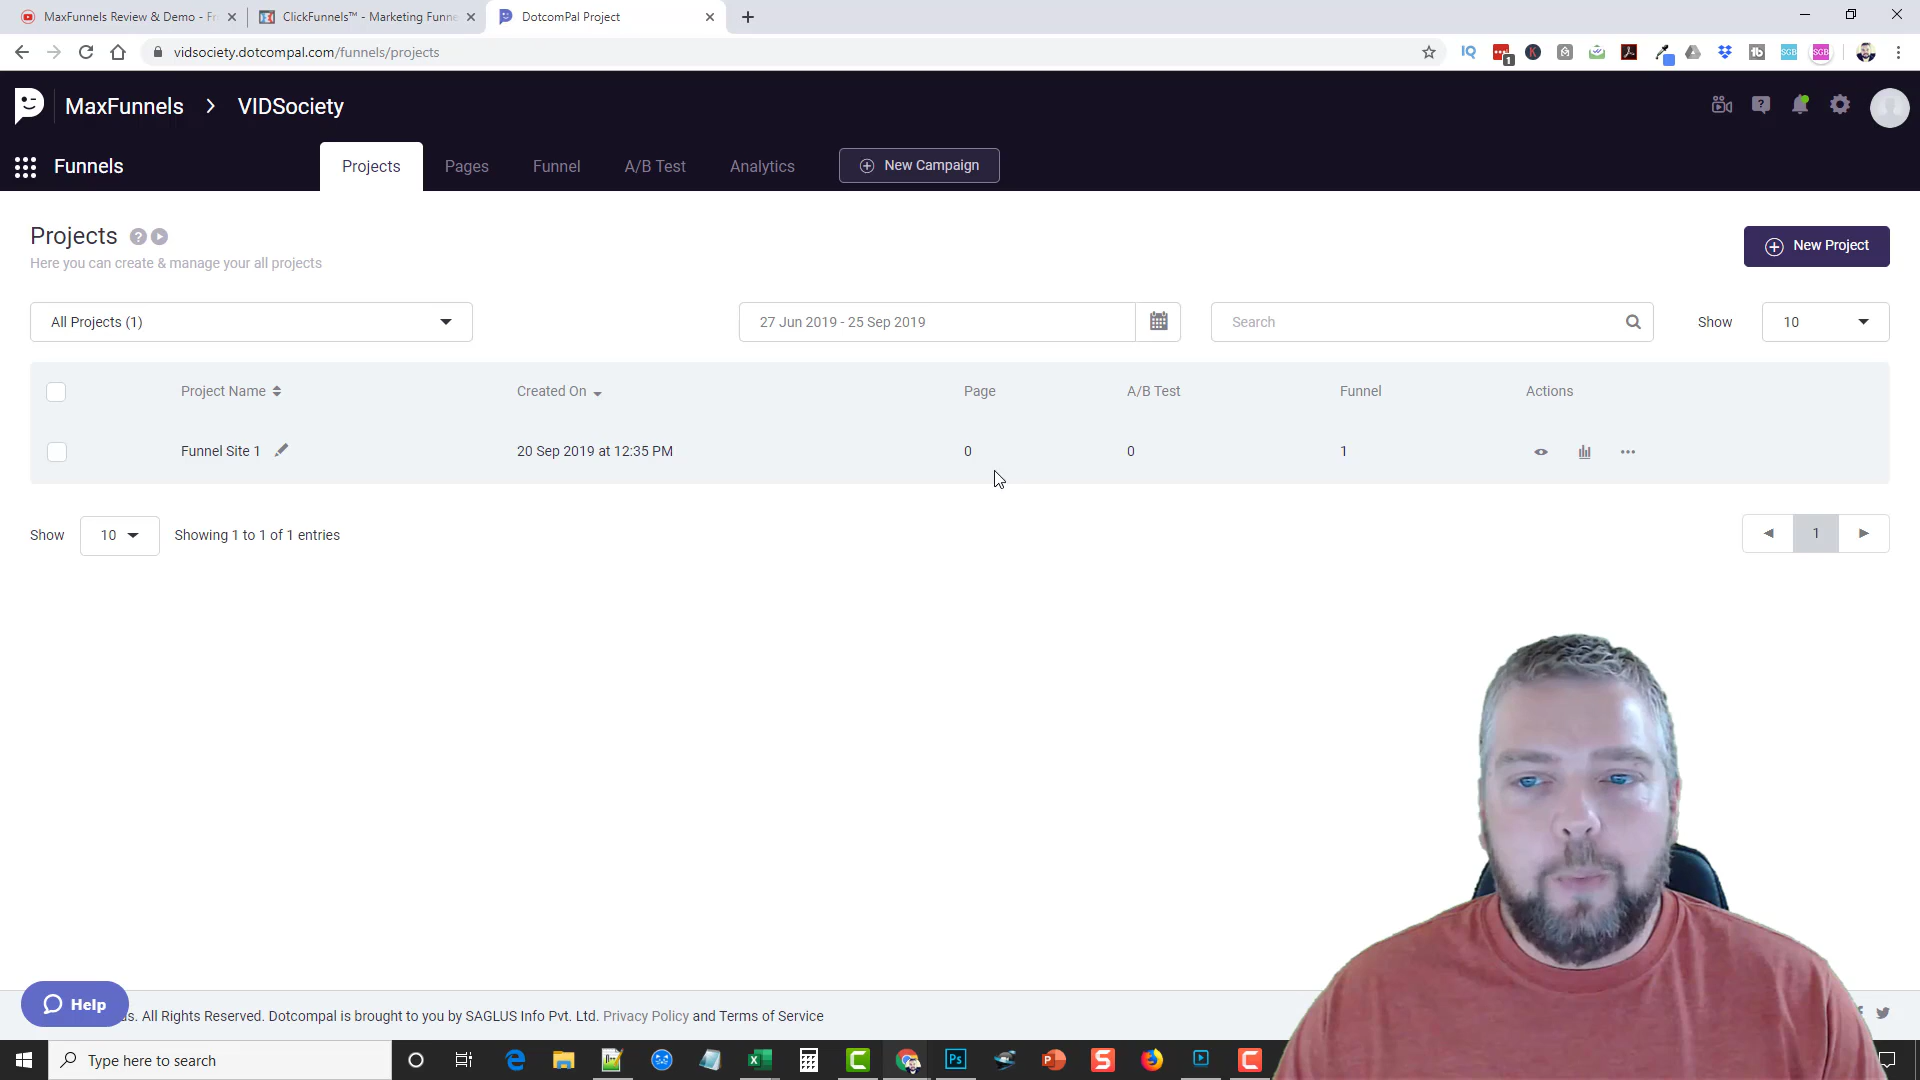 MaxFunnels Review & Demo - Fr
ClickFunnels™ - Marketing Funne
DotcomPal Project
vidsociety.dotcompal.com/funnels/projects
1
MaxFunnels > VIDSociety
Funnels
Projects
Pages
Funnel
A/B Test
Analytics
New Campaign
Projects
Here you can create & manage your all projects
New Project
All Projects (1)
27 Jun 2019 - 25 Sep 2019
Search
Show
10
Project Name
Created On
Page
A/B Test
Funnel
Actions
Funnel Site 1
20 Sep 2019 at 12:35 PM
0
0
1
Show
10
Showing 1 to 1 of 1 entries
1
Help
us. All Rights Reserved. Dotcompal is brought to you by SAGLUS Info Pvt. Ltd. Privacy Policy and Terms of Service
Type here to search